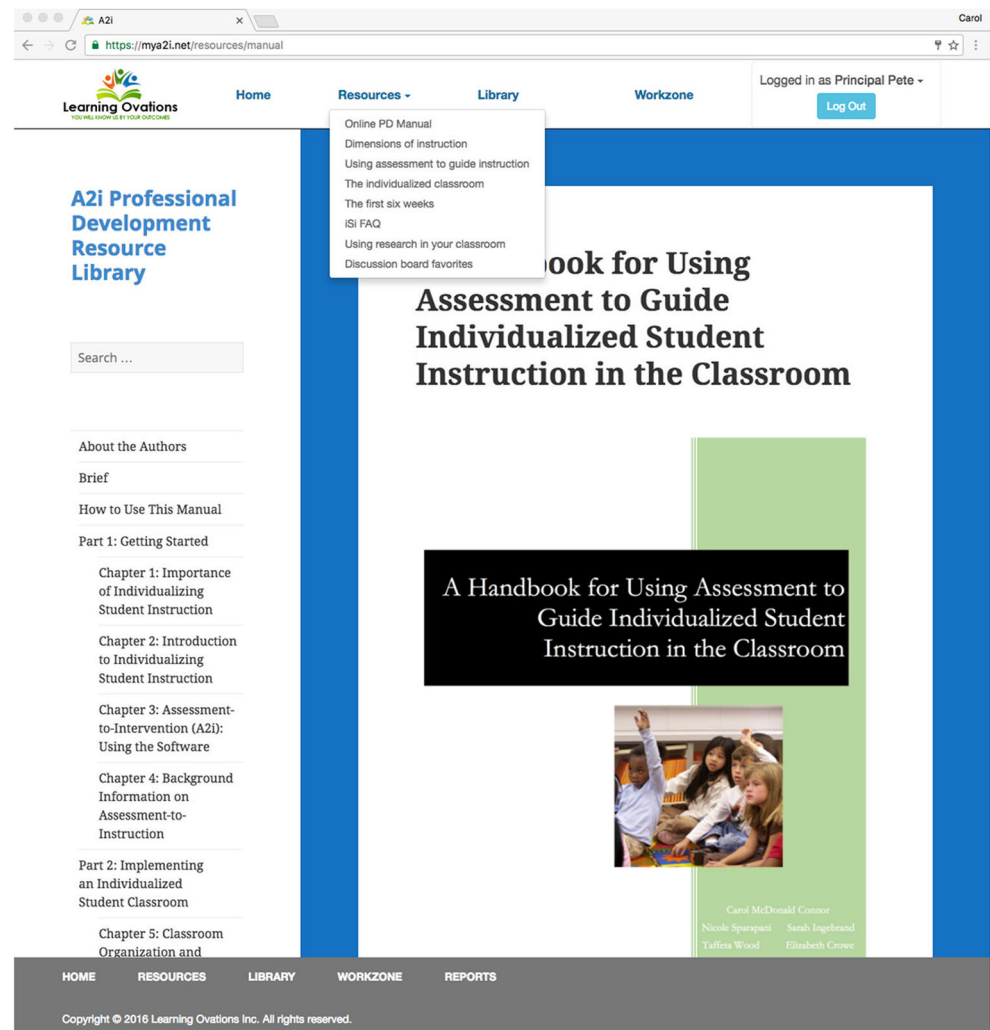 A2i
Carol
https://mya2i.net/resources/manual
Learning Ovations
YOU WILL KNOW US BY YOUR OUTCOMES
Home
Resources
Library
Workzone
Logged in as Principal Pete
Log Out
Online PD Manual
Dimensions of instruction
Using assessment to guide instruction
The individualized classroom
The first six weeks
iSi FAQ
Using research in your classroom
Discussion board favorites
A2i Professional
Development
Resource
Library
Search ...
About the Authors
Brief
How to Use This Manual
Part 1: Getting Started
Chapter 1: Importance
of Individualizing
Student Instruction
Chapter 2: Introduction
to Individualizing
Student Instruction
Chapter 3: Assessment-
to-Intervention (A2i):
Using the Software
Chapter 4: Background
Information on
Assessment-to-
Instruction
Part 2: Implementing
an Individualized
Student Classroom
Chapter 5: Classroom
Organization and
ook for Using
Assessment to Guide
Individualized Student
Instruction in the Classroom
A Handbook for Using Assessment to
Guide Individualized Student
Instruction in the Classroom
Carol McDonald Connor
Nicole Sparapani Sarah Ingebrand
Taffeta Wood Elizabeth Crowe
HOME RESOURCES LIBRARY WORKZONE REPORTS
Copyright © 2016 Learning Ovations Inc. All rights reserved.